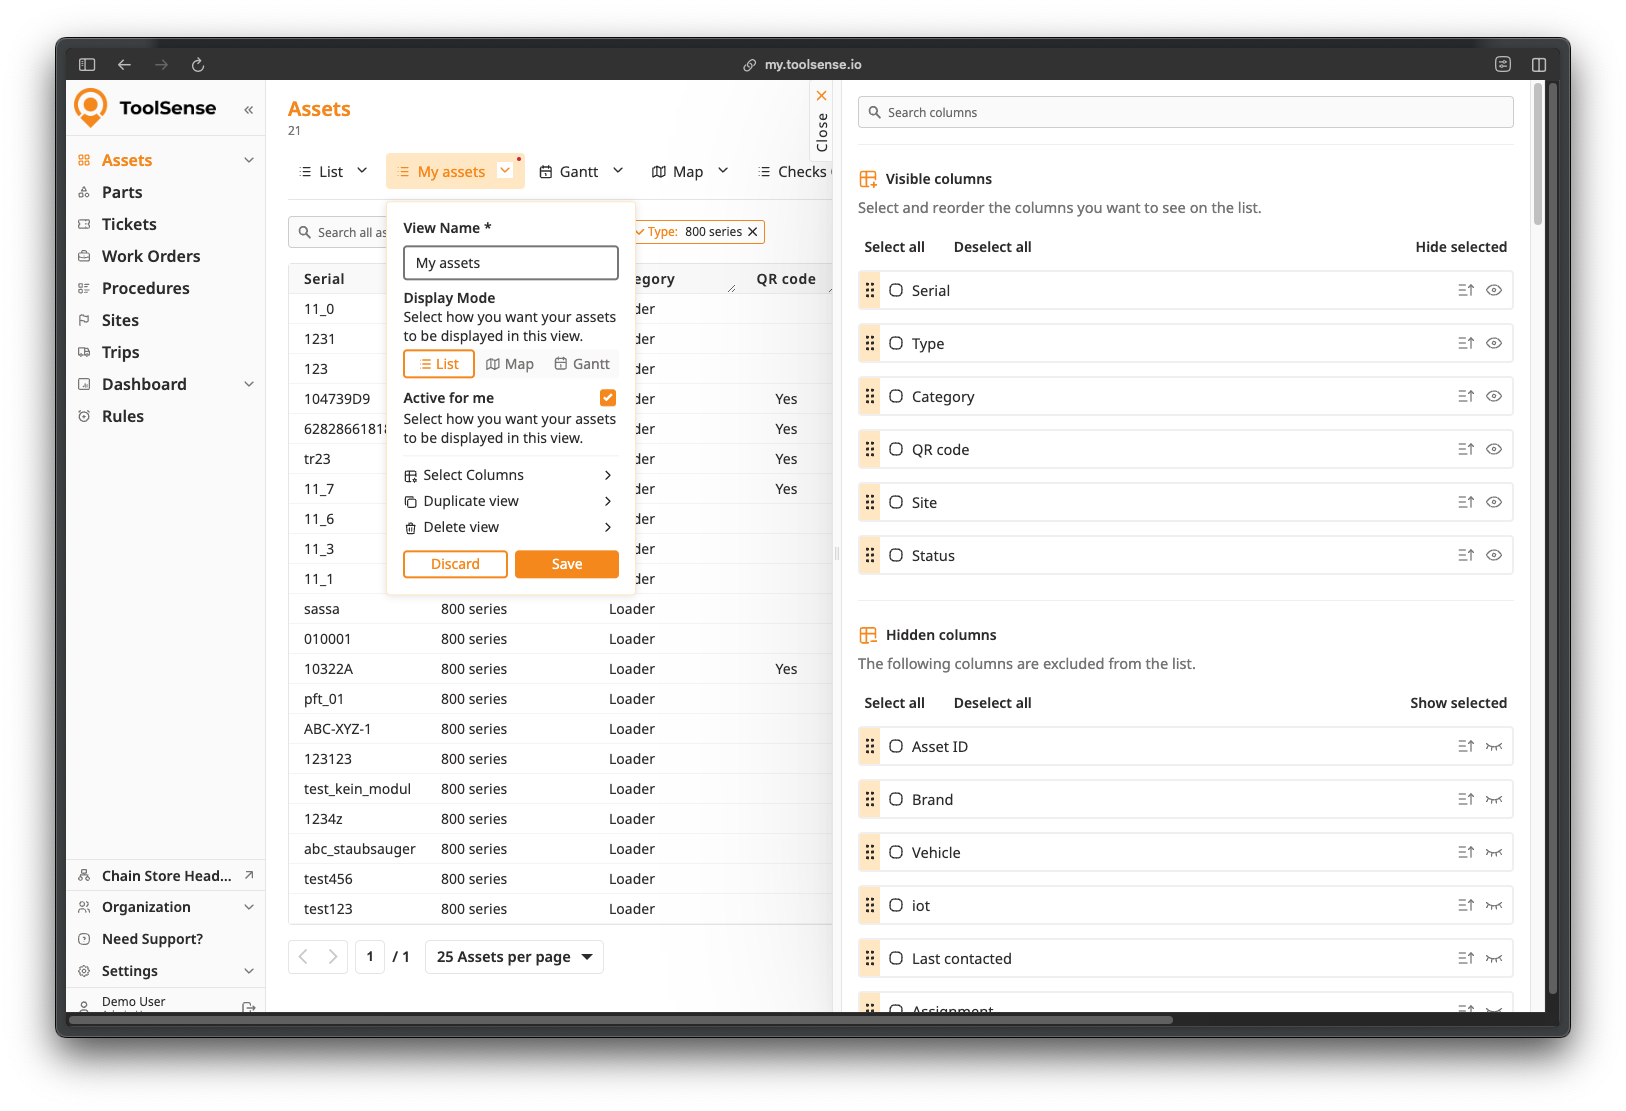 my.toolsense.io
ToolSense
«
Assets
Parts
Tickets
Work Orders
Procedures
Sites
Trips
Dashboard
Rules
Chain Store Head...
Organization
Need Support?
Settings
Demo User
Assets
21
List
My assets
Gantt
Map
Checks
Search all as
Type: 800 series
Serial
egory
QR code
11_0
der
1231
der
123
der
104739D9
der
Yes
6282866181
der
Yes
tr23
der
Yes
11_7
der
Yes
11_6
der
11_3
der
11_1
der
sassa 800 series Loader
010001 800 series Loader
10322A 800 series Loader Yes
pft_01 800 series Loader
ABC-XYZ-1 800 series Loader
123123 800 series Loader
test_kein_modul 800 series Loader
1234z 800 series Loader
abc_staubsauger 800 series Loader
test456 800 series Loader
test123 800 series Loader
1 / 1 25 Assets per page
View Name *
My assets
Display Mode
Select how you want your assets
to be displayed in this view.
List
Map
Gantt
Active for me
Select how you want your assets
to be displayed in this view.
Select Columns
Duplicate view
Delete view
Discard
Save
Close
Search columns
Visible columns
Select and reorder the columns you want to see on the list.
Select all Deselect all Hide selected
Serial
Type
Category
QR code
Site
Status
Hidden columns
The following columns are excluded from the list.
Select all Deselect all Show selected
Asset ID
Brand
Vehicle
iot
Last contacted
Assignment